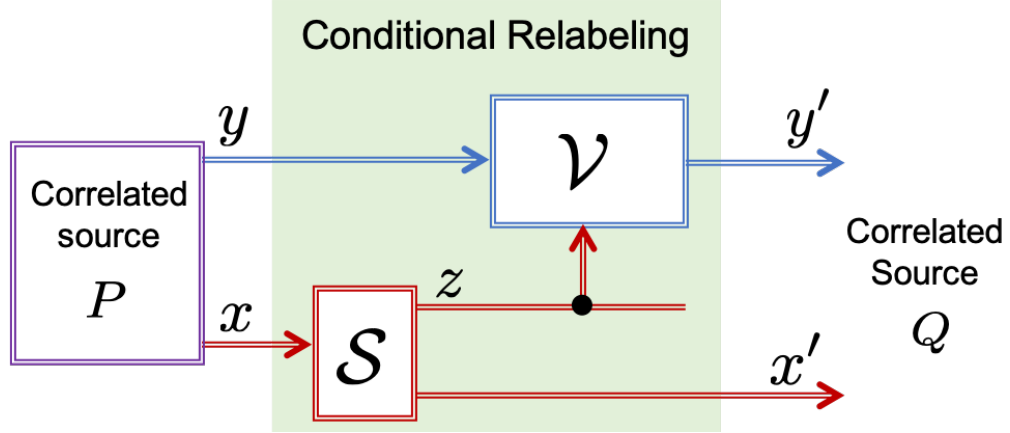 Conditional Relabeling
y
y′
𝒱
Correlated
source
P
z
x
𝒮
x′
Correlated
Source
Q